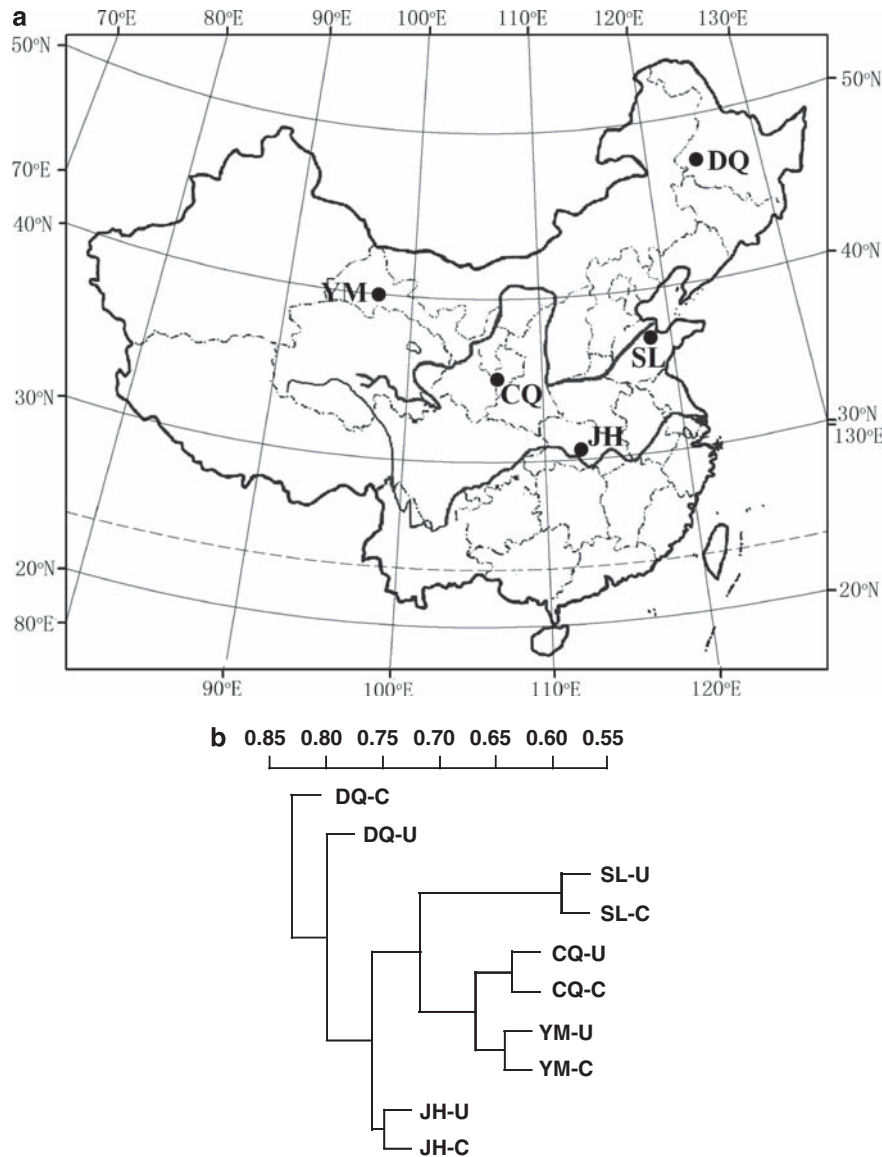 a
70°E 80°E 90°E 100°E 110°E 120°E 130°E
50°N
50°N
DQ
70°E
40°N
40°N
YM
SL
CQ
30°N
30°N
130°E
JH
20°N
20°N
80°E
90°E 100°E 110°E 120°E
b 0.85 0.80 0.75 0.70 0.65 0.60 0.55
DQ-C
DQ-U
SL-U
SL-C
CQ-U
CQ-C
YM-U
YM-C
JH-U
JH-C